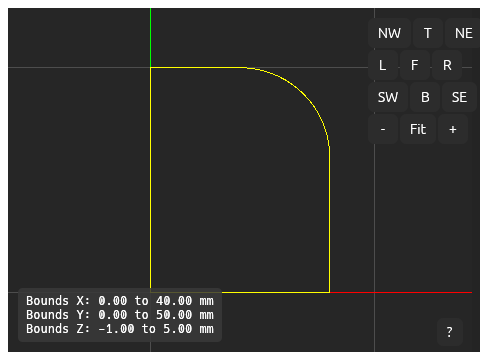 NW T NE
L F R
SW B SE
- Fit +
Bounds X: 0.00 to 40.00 mm
Bounds Y: 0.00 to 50.00 mm
Bounds Z: -1.00 to 5.00 mm
?